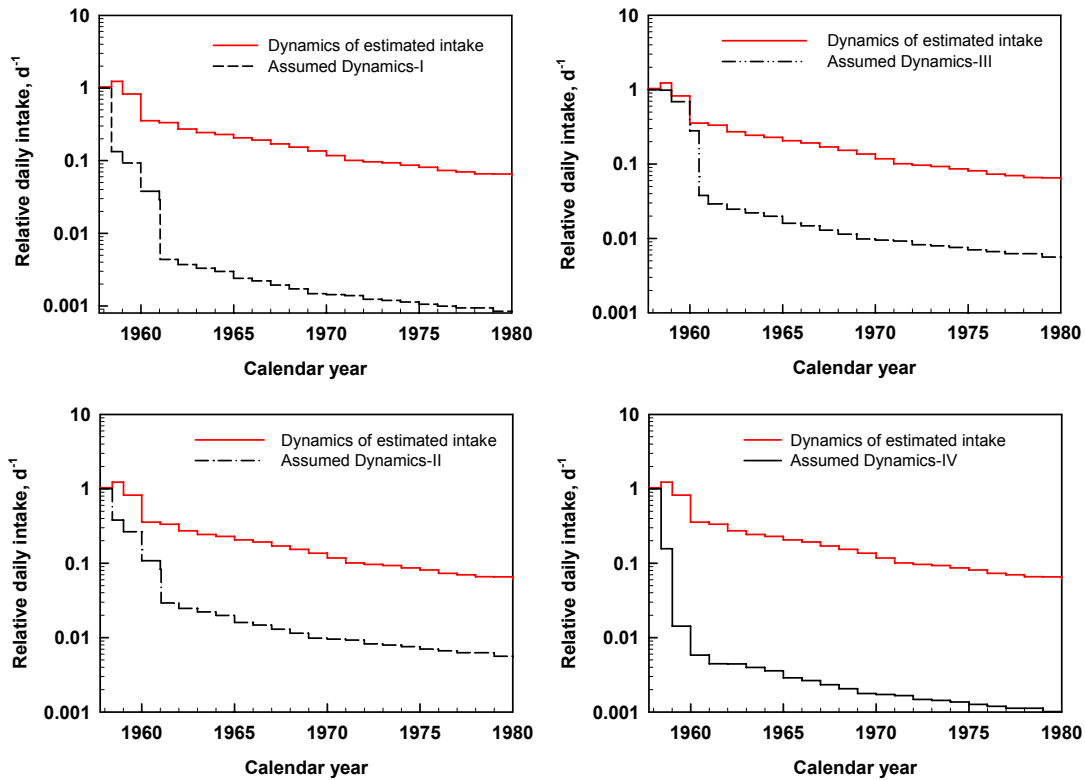 10
1
0.1
0.01
0.001
Relative daily intake, d-1
Dynamics of estimated intake
Assumed Dynamics-I
1960 1965 1970 1975 1980
Calendar year
10
1
0.1
0.01
0.001
Relative daily intake, d-1
Dynamics of estimated intake
Assumed Dynamics-III
1960 1965 1970 1975 1980
Calendar year
10
1
0.1
0.01
0.001
Relative daily intake, d-1
Dynamics of estimated intake
Assumed Dynamics-II
1960 1965 1970 1975 1980
Calendar year
10
1
0.1
0.01
0.001
Relative daily intake, d-1
Dynamics of estimated intake
Assumed Dynamics-IV
1960 1965 1970 1975 1980
Calendar year